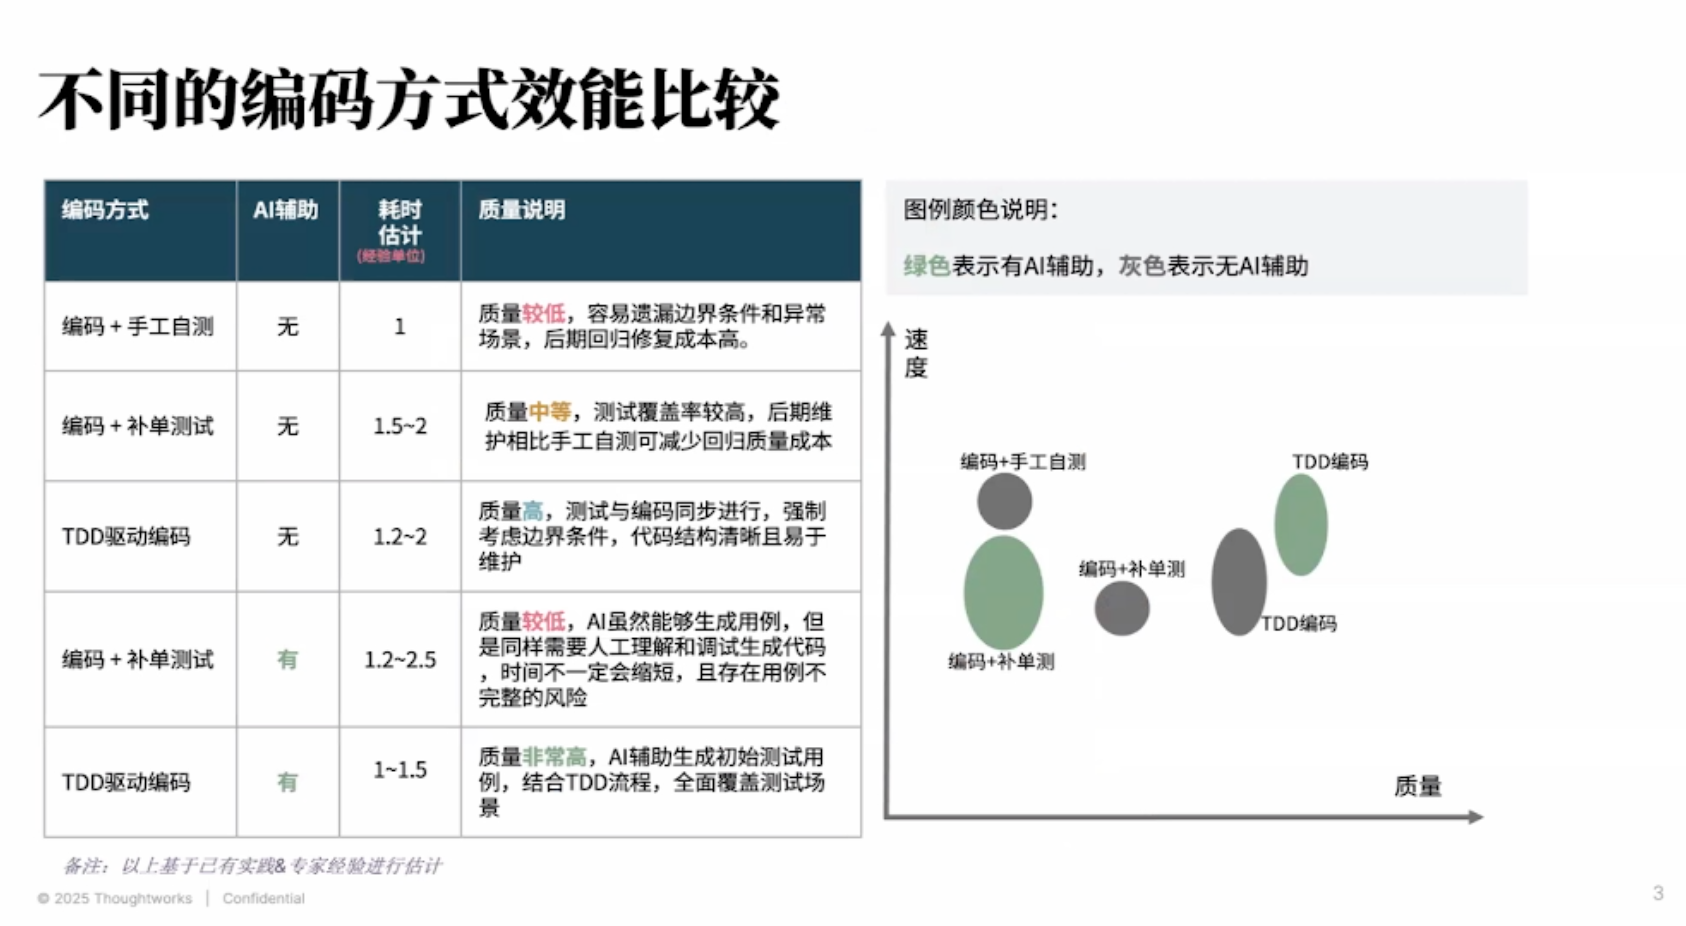 不同的编码方式效能比较
编码方式
AI辅助
耗时
估计
(经验单位)
质量说明
编码 + 手工自测
无
1
质量较低，容易遗漏边界条件和异常
场景，后期回归修复成本高。
编码 + 补单测试
无
1.5~2
质量中等，测试覆盖率较高，后期维
护相比手工自测可减少回归质量成本
TDD驱动编码
无
1.2~2
质量高，测试与编码同步进行，强制
考虑边界条件，代码结构清晰且易于
维护
编码 + 补单测试
有
1.2~2.5
质量较低，AI虽然能够生成用例，但
是同样需要人工理解和调试生成代码
，时间不一定会缩短，且存在用例不
完整的风险
TDD驱动编码
有
1~1.5
质量非常高，AI辅助生成初始测试用
例，结合TDD流程，全面覆盖测试场
景
备注：以上基于已有实践&专家经验进行估计
图例颜色说明：
绿色表示有AI辅助，灰色表示无AI辅助
速
度
编码+手工自测
TDD编码
编码+补单测
TDD编码
编码+补单测
质量
© 2025 Thoughtworks | Confidential
3